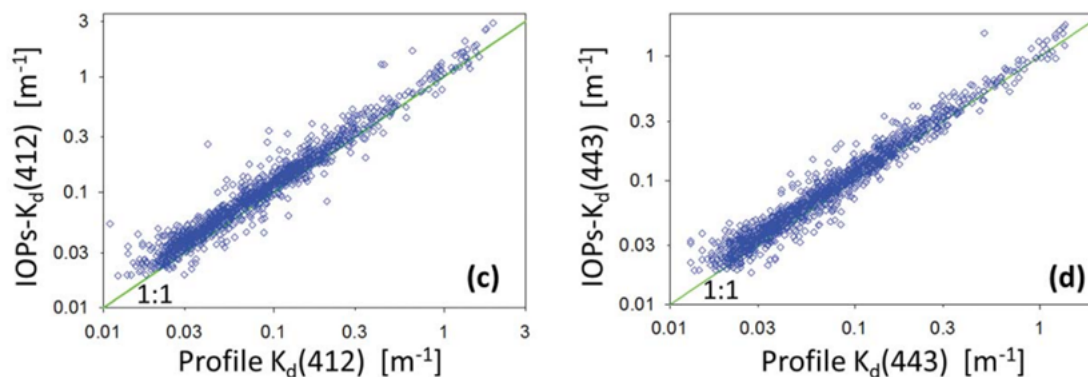 3
1
0.3
0.1
0.03
0.01
IOPs-Kd(412) [m-1]
1:1
(c)
0.01 0.03 0.1 0.3 1 3
Profile Kd(412) [m-1]
1
0.3
0.1
0.03
0.01
IOPs-Kd(443) [m-1]
1:1
(d)
0.01 0.03 0.1 0.3 1
Profile Kd(443) [m-1]